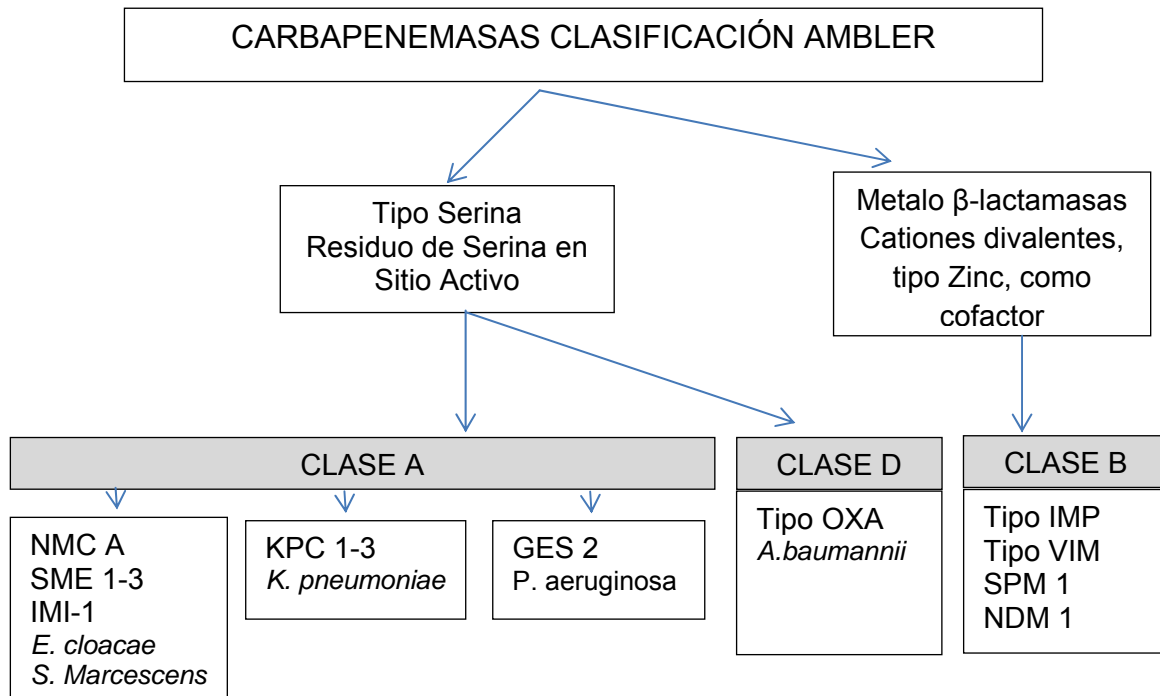 CARBAPENEMASAS CLASIFICACIÓN AMBLER
Tipo Serina
Residuo de Serina en
Sitio Activo
Metalo β-lactamasas
Cationes divalentes,
tipo Zinc, como
cofactor
CLASE A
NMC A
SME 1-3
IMI-1
E. cloacae
S. Marcescens
KPC 1-3
K. pneumoniae
GES 2
P. aeruginosa
CLASE D
Tipo OXA
A.baumannii
CLASE B
Tipo IMP
Tipo VIM
SPM 1
NDM 1